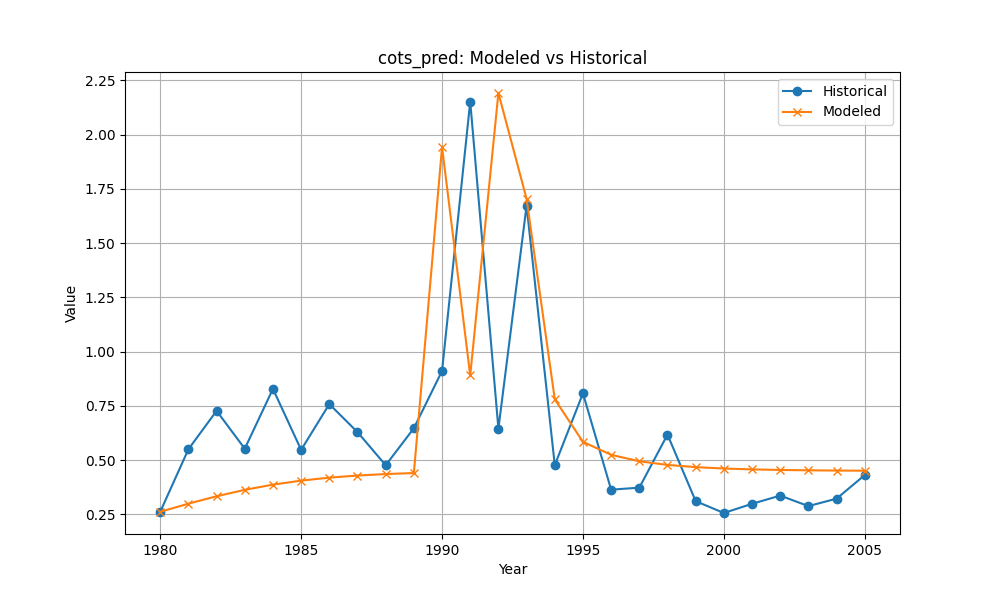 cots_pred: Modeled vs Historical
Historical
Modeled
Value
2.25
2.00
1.75
1.50
1.25
1.00
0.75
0.50
0.25
1980 1985 1990 1995 2000 2005
Year